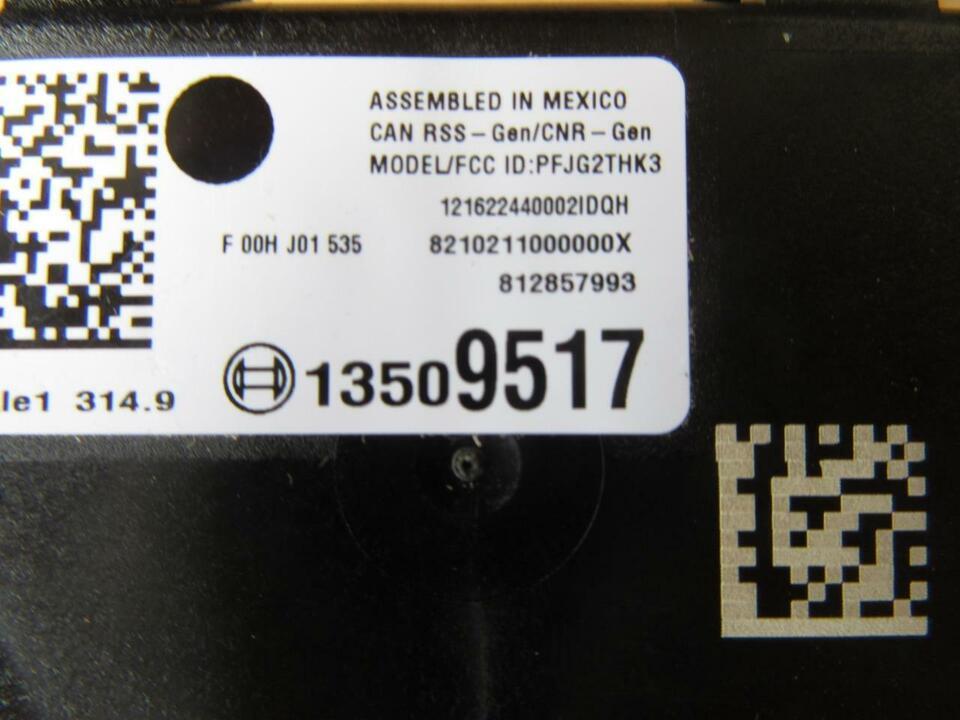 ASSEMBLED IN MEXICO
CAN RSS-Gen/CNR-Gen
MODEL/FCC ID:PFJG2THK3
121622440002IDQH
F 00H J01 535 8210211000000X
812857993
13509517
le1 314.9